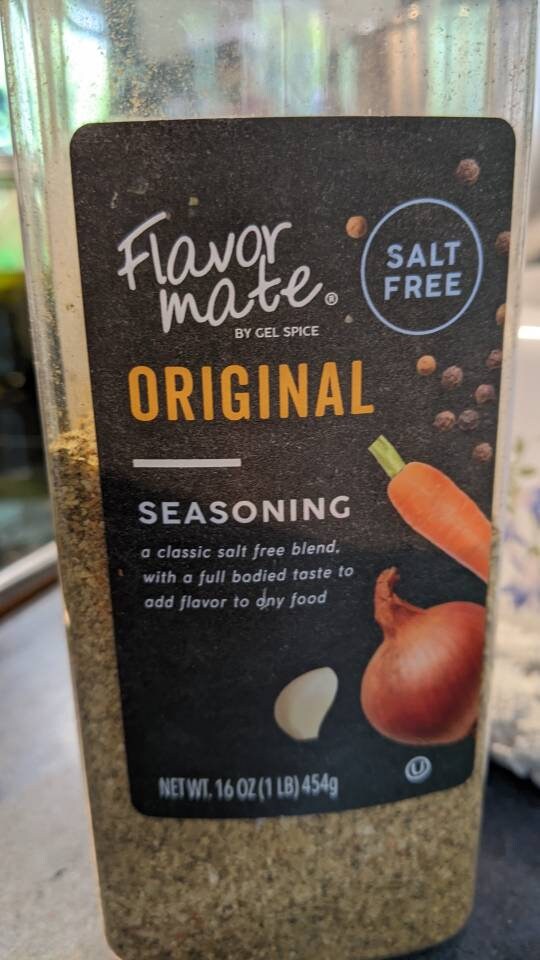 Flavor
mate®
BY GEL SPICE
SALT
FREE
ORIGINAL
SEASONING
a classic salt free blend,
with a full bodied taste to
add flavor to any food
NET WT. 16 OZ (1 LB) 454g
U